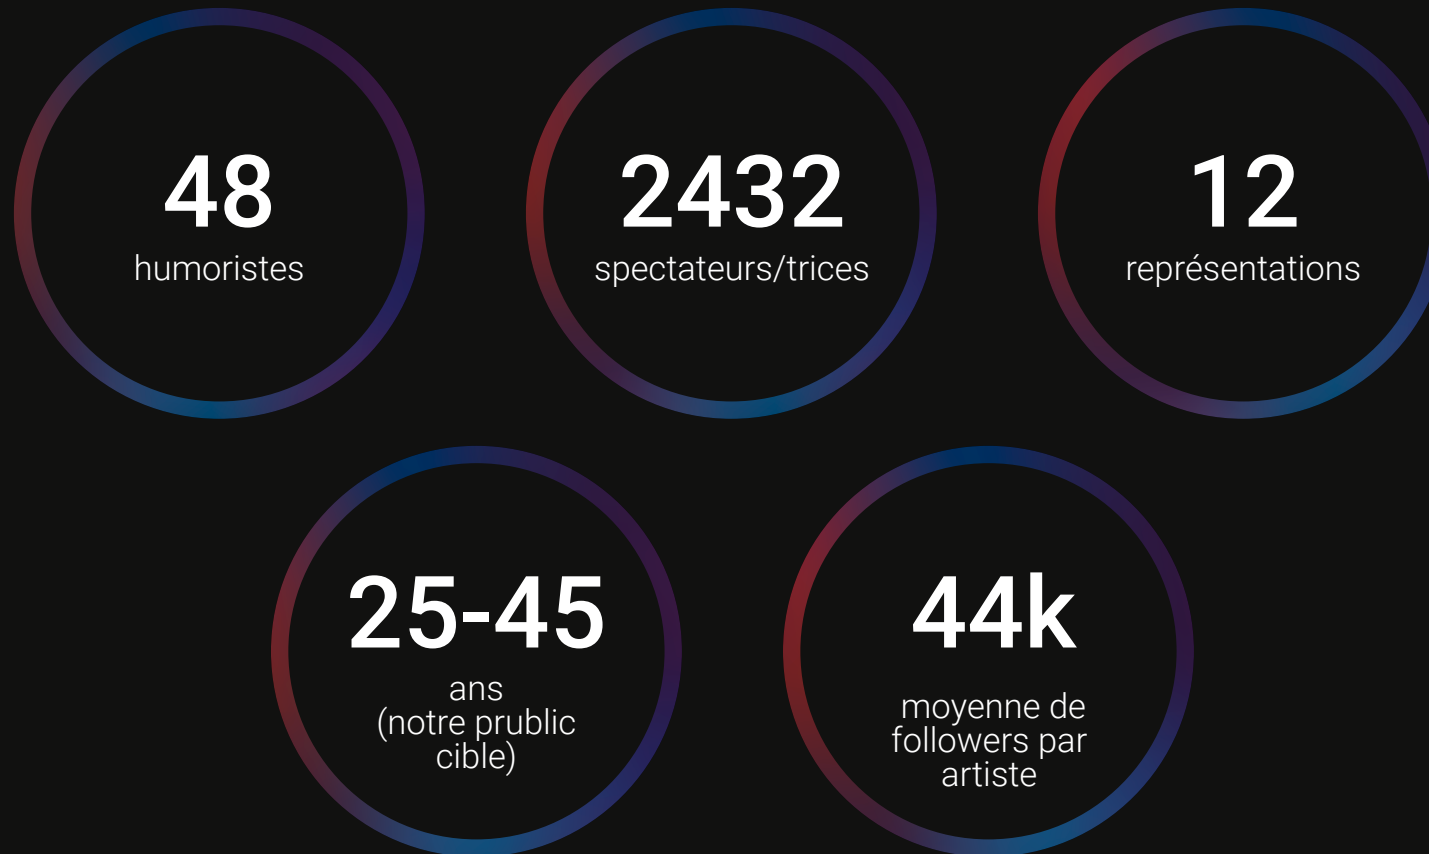 48
humoristes
2432
spectateurs/trices
12
représentations
25-45
ans
(notre prublic
cible)
44k
moyenne de
followers par
artiste